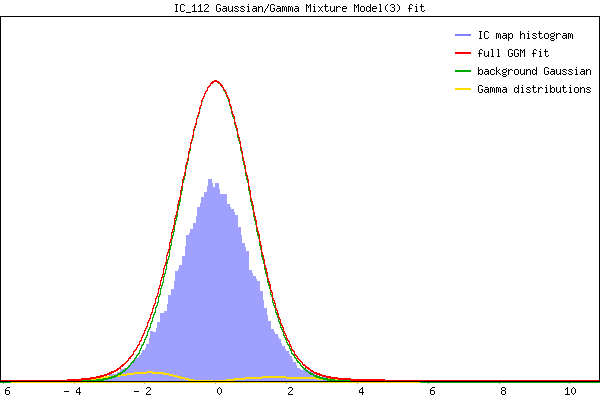 IC_112 Gaussian/Gamma Mixture Model(3) fit
IC map histogram
full GGM fit
background Gaussian
Gamma distributions
6 -4 -2 0 2 4 6 8 10